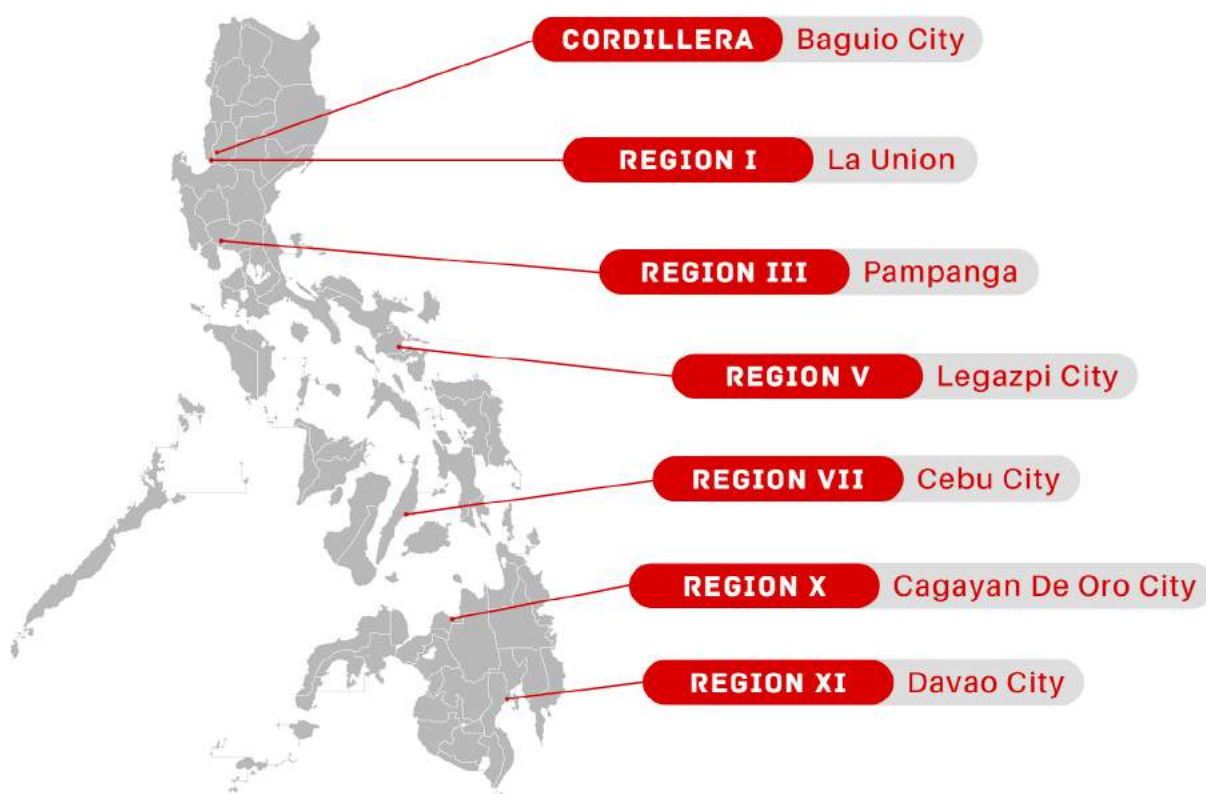 CORDILLERA Baguio City
REGION I La Union
REGION III Pampanga
REGION V Legazpi City
REGION VII Cebu City
REGION X Cagayan De Oro City
REGION XI Davao City